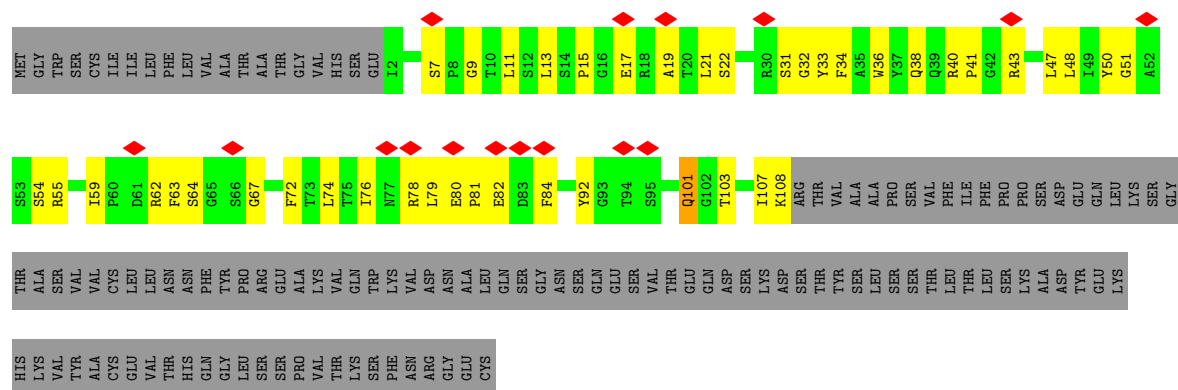 MET GLY TRP SER CYS ILE ILE LEU PHE LEU VAL ALA THR ALA THR GLY VAL HIS SER GLU I2 S7 P8 G9 T10 L11 S12 L13 S14 P15 G16 E17 R18 A19 T20 L21 S22 R30 S31 G32 Y33 F34 A35 W36 Y37 Q38 Q39 R40 P41 G42 R43 L47 L48 I49 Y50 G51 A52
S53 S54 R55 I59 P60 D61 R62 F63 S64 G65 S66 G67 F72 T73 L74 T75 I76 N77 R78 L79 E80 P81 E82 D83 F84 Y92 G93 T94 S95 Q101 G102 T103 I107 K108 ARG THR VAL ALA ALA PRO SER VAL PHE ILE PHE PRO PRO SER ASP GLU GLN LEU LYS SER GLY
THR ALA SER VAL VAL CYS LEU LEU ASN ASN PHE TYR PRO ARG GLU ALA LYS VAL GLN TRP LYS VAL ASP ASN ALA LEU GLN SER GLY ASN SER GLN GLU SER VAL THR GLU GLN ASP SER LYS ASP SER THR TYR SER LEU SER SER THR LEU THR LEU SER LYS ALA ASP TYR GLU LYS
HIS LYS VAL TYR ALA CYS GLU VAL THR HIS GLN GLY LEU SER SER PRO VAL THR LYS SER PHE ASN ARG GLY GLU CYS